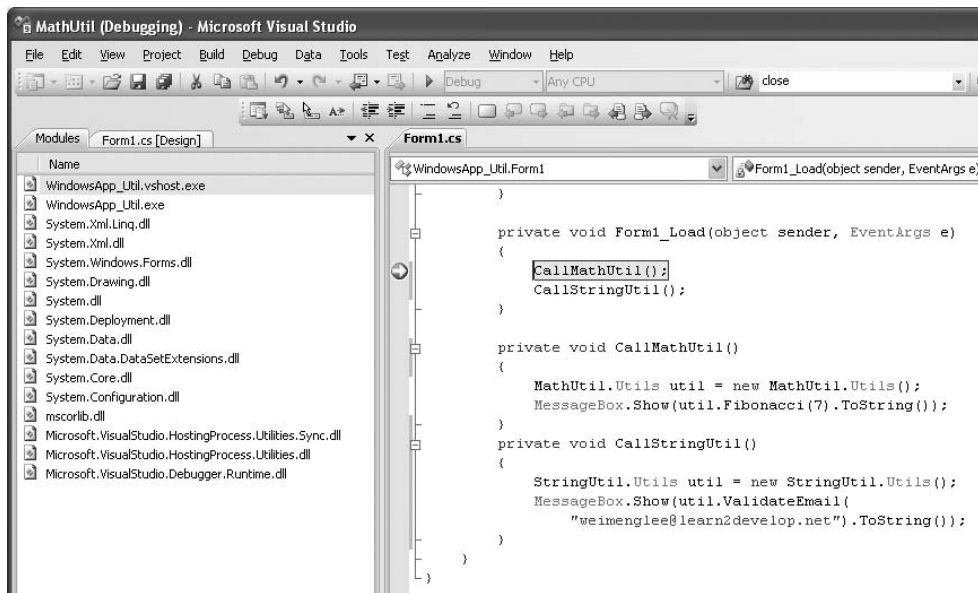 MathUtil (Debugging) - Microsoft Visual Studio
File Edit View Project Build Debug Data Tools Test Analyze Window Help
Debug Any CPU close
Modules Form1.cs [Design]
Name
WindowsApp_Util.vshost.exe
WindowsApp_Util.exe
System.Xml.Linq.dll
System.Xml.dll
System.Windows.Forms.dll
System.Drawing.dll
System.dll
System.Deployment.dll
System.Data.dll
System.Data.DataSetExtensions.dll
System.Core.dll
System.Configuration.dll
mscorlib.dll
Microsoft.VisualStudio.HostingProcess.Utilities.Sync.dll
Microsoft.VisualStudio.HostingProcess.Utilities.dll
Microsoft.VisualStudio.Debugger.Runtime.dll
Form1.cs
WindowsApp_Util.Form1 Form1_Load(object sender, EventArgs e)
}
private void Form1_Load(object sender, EventArgs e)
{
CallMathUtil();
CallStringUtil();
}
private void CallMathUtil()
{
MathUtil.Utils util = new MathUtil.Utils();
MessageBox.Show(util.Fibonacci(7).ToString());
}
private void CallStringUtil()
{
StringUtil.Utils util = new StringUtil.Utils();
MessageBox.Show(util.ValidateEmail(
"weimenglee@learn2develop.net").ToString());
}
}
}